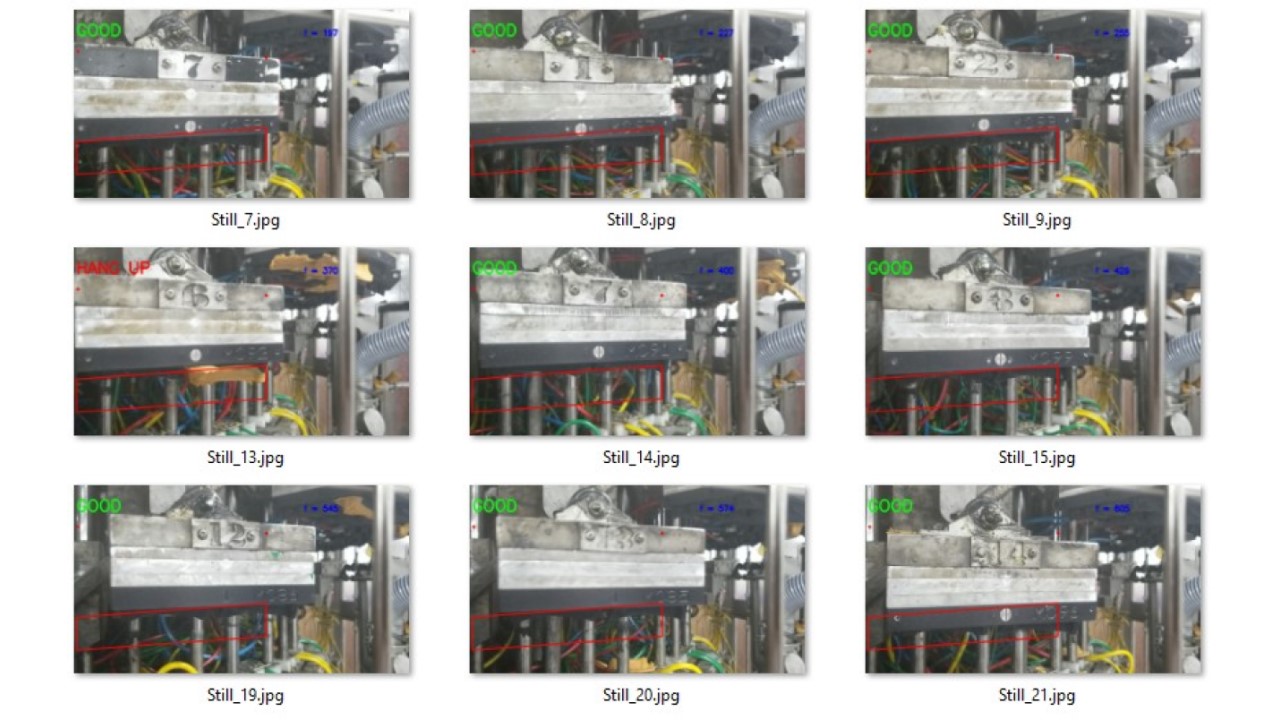 GOOD
f = 187
7
Still_7.jpg
GOOD
f = 227
1
Still_8.jpg
GOOD
f = 255
2
Still_9.jpg
HANG UP
f = 370
6
Still_13.jpg
GOOD
f = 400
7
Still_14.jpg
GOOD
f = 429
8
Still_15.jpg
GOOD
f = 545
12
Still_19.jpg
GOOD
f = 574
13
Still_20.jpg
GOOD
f = 605
14
Still_21.jpg